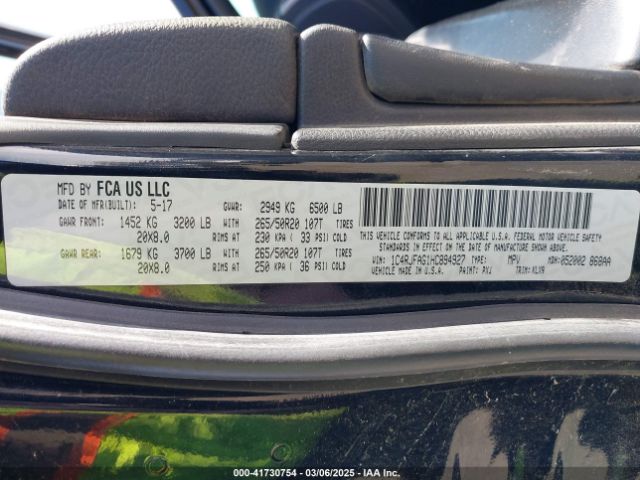 MFD BY FCA US LLC
DATE OF MFR(BUILT): 5-17 GVWR: 2949 KG 6500 LB
GAWR FRONT: 1452 KG 3200 LB WITH 265/50R20 107T TIRES
20X8.0 RIMS AT 230 KPA ( 33 PSI) COLD
GAWR REAR: 1679 KG 3700 LB WITH 265/50R20 107T TIRES
20X8.0 RIMS AT 250 KPA ( 36 PSI) COLD
THIS VEHICLE CONFORMS TO ALL APPLICABLE U.S.A. FEDERAL MOTOR VEHICLE SAFETY
STANDARDS IN EFFECT ON THE DATE OF MANUFACTURE SHOWN ABOVE.
VIN: 1C4RJFAG1HC894927 TYPE: MPV MDH: 052002 868AA
PAINT: PXJ TRIM: XLX9
000-41730754 — 03/06/2025 — IAA Inc.